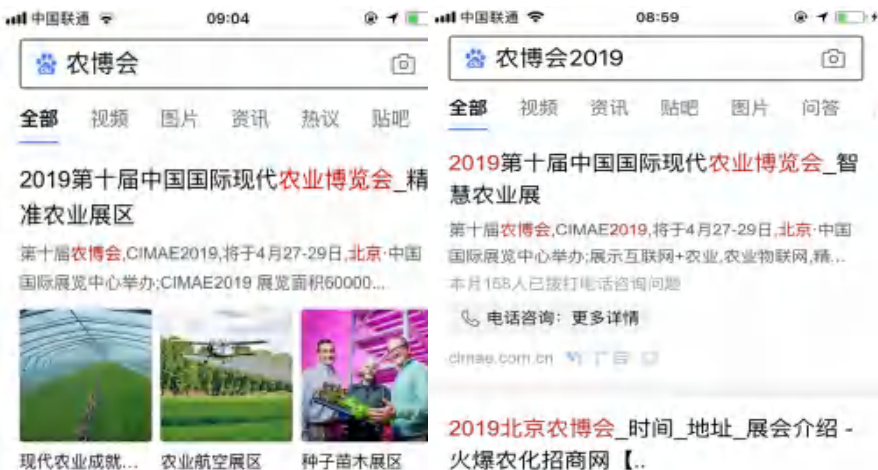 中国联通
09:04
农博会
全部 视频 图片 资讯 热议 贴吧
2019第十届中国国际现代农业博览会_精
准农业展区
第十届农博会,CIMAE2019,将于4月27-29日,北京·中国
国际展览中心举办;CIMAE2019 展览面积60000...
现代农业成就...
农业航空展区
种子苗木展区
中国联通
08:59
农博会2019
全部 视频 资讯 贴吧 图片 问答
2019第十届中国国际现代农业博览会_智
慧农业展
第十届农博会,CIMAE2019,将于4月27-29日,北京·中国
国际展览中心举办;展示互联网+农业,农业物联网,精...
本月158人已拨打电话咨询问题
电话咨询：更多详情
cimae.com.cn 广告
2019北京农博会_时间_地址_展会介绍 -
火爆农化招商网【..